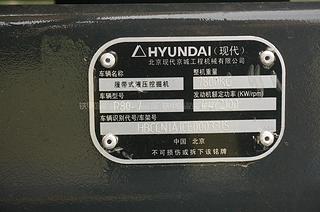 HYUNDAI (现代)
北京现代京城工程机械有限公司
车辆名称 整机重量
履带式液压挖掘机
车辆型号 发动机额定功率 (KW/rpm)
R80-7
车辆识别代号/车架号
中国 北京
不可损伤或拆下该铭牌